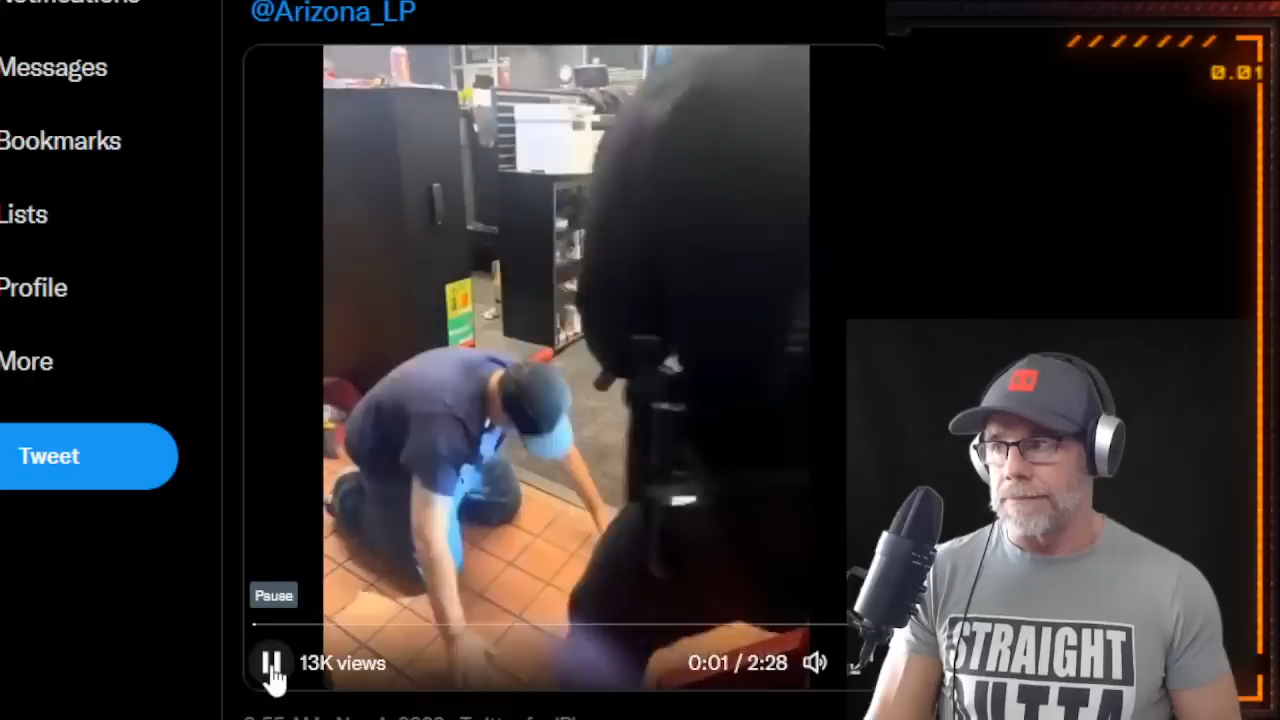 @Arizona_LP
0.01
Messages
Bookmarks
Lists
Profile
More
Tweet
Pause
13K views
0:01 / 2:28
STRAIGHT